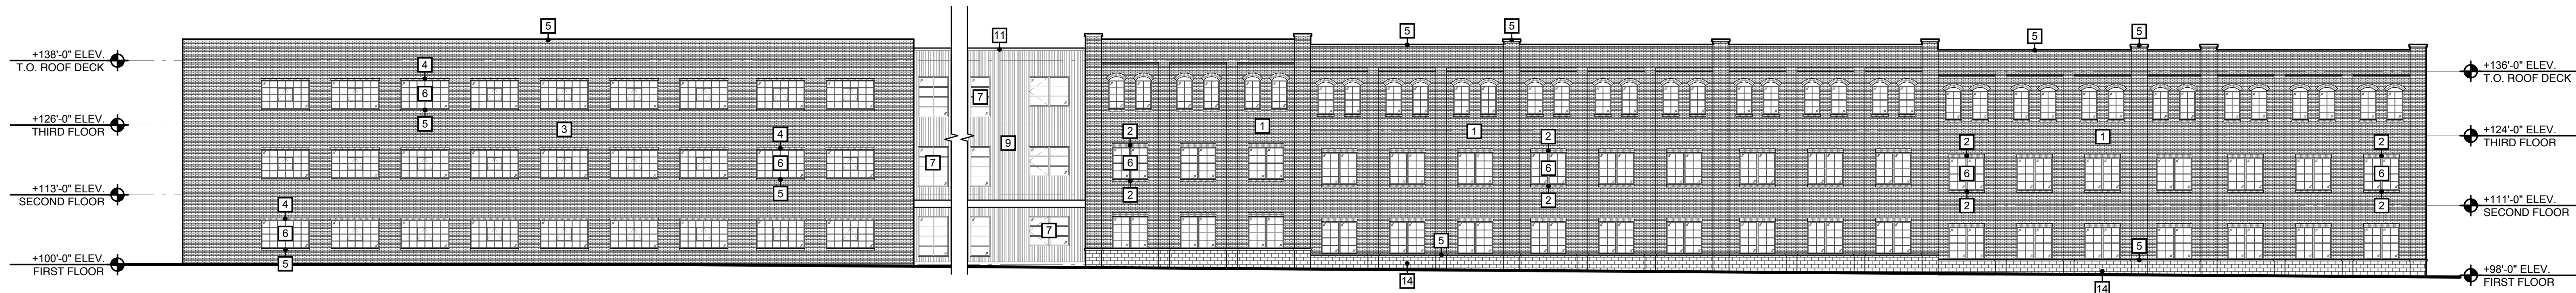 +138'-0" ELEV.
T.O. ROOF DECK
+126'-0" ELEV.
THIRD FLOOR
+113'-0" ELEV.
SECOND FLOOR
+100'-0" ELEV.
FIRST FLOOR
5
4
6
5
3
4
6
5
4
6
5
11
7
9
7
7
5
5
5
5
1
1
1
2
6
2
2
6
2
2
6
2
2
6
2
5
5
14
14
+136'-0" ELEV.
T.O. ROOF DECK
+124'-0" ELEV.
THIRD FLOOR
+111'-0" ELEV.
SECOND FLOOR
+98'-0" ELEV.
FIRST FLOOR